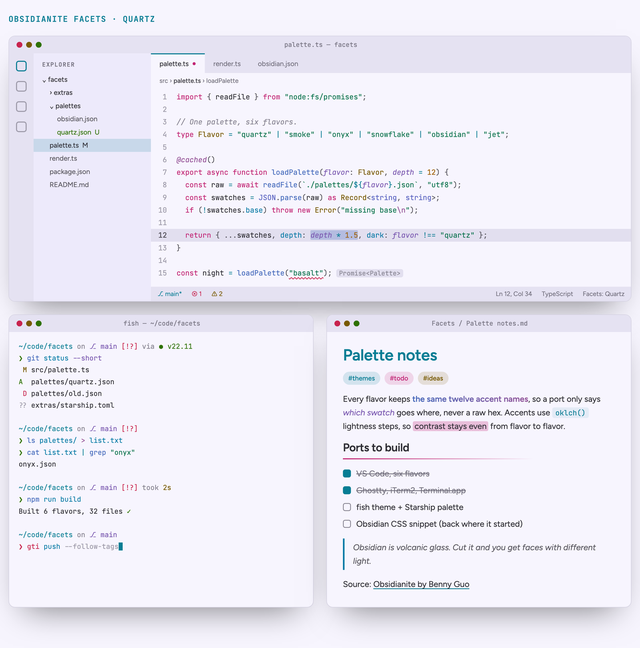 OBSIDIANITE FACETS · QUARTZ
palette.ts — facets
EXPLORER
facets
extras
palettes
obsidian.json
quartz.json U
palette.ts M
render.ts
package.json
README.md
palette.ts render.ts obsidian.json
src › palette.ts › loadPalette
1 import { readFile } from "node:fs/promises";
2
3 // One palette, six flavors.
4 type Flavor = "quartz" | "smoke" | "onyx" | "snowflake" | "obsidian" | "jet";
5
6 @cached()
7 export async function loadPalette(flavor: Flavor, depth = 12) {
8 const raw = await readFile(`./palettes/${flavor}.json`, "utf8");
9 const swatches = JSON.parse(raw) as Record<string, string>;
10 if (!swatches.base) throw new Error("missing base\n");
11
12 return { ...swatches, depth: depth * 1.5, dark: flavor !== "quartz" };
13 }
14
15 const night = loadPalette("basalt"); Promise<Palette>
main* 1 2 Ln 12, Col 34 TypeScript Facets: Quartz
fish — ~/code/facets
~/code/facets on main [!?] via ● v22.11
❯ git status --short
M src/palette.ts
A palettes/quartz.json
D palettes/old.json
?? extras/starship.toml
~/code/facets on main [!?]
❯ ls palettes/ > list.txt
❯ cat list.txt | grep "onyx"
onyx.json
~/code/facets on main [!?] took 2s
❯ npm run build
Built 6 flavors, 32 files ✓
~/code/facets on main
❯ gti push --follow-tags
Facets / Palette notes.md
Palette notes
#themes #todo #ideas
Every flavor keeps the same twelve accent names, so a port only says
which swatch goes where, never a raw hex. Accents use oklch()
lightness steps, so contrast stays even from flavor to flavor.
Ports to build
VS Code, six flavors
Ghostty, iTerm2, Terminal.app
fish theme + Starship palette
Obsidian CSS snippet (back where it started)
Obsidian is volcanic glass. Cut it and you get faces with different
light.
Source: Obsidianite by Benny Guo